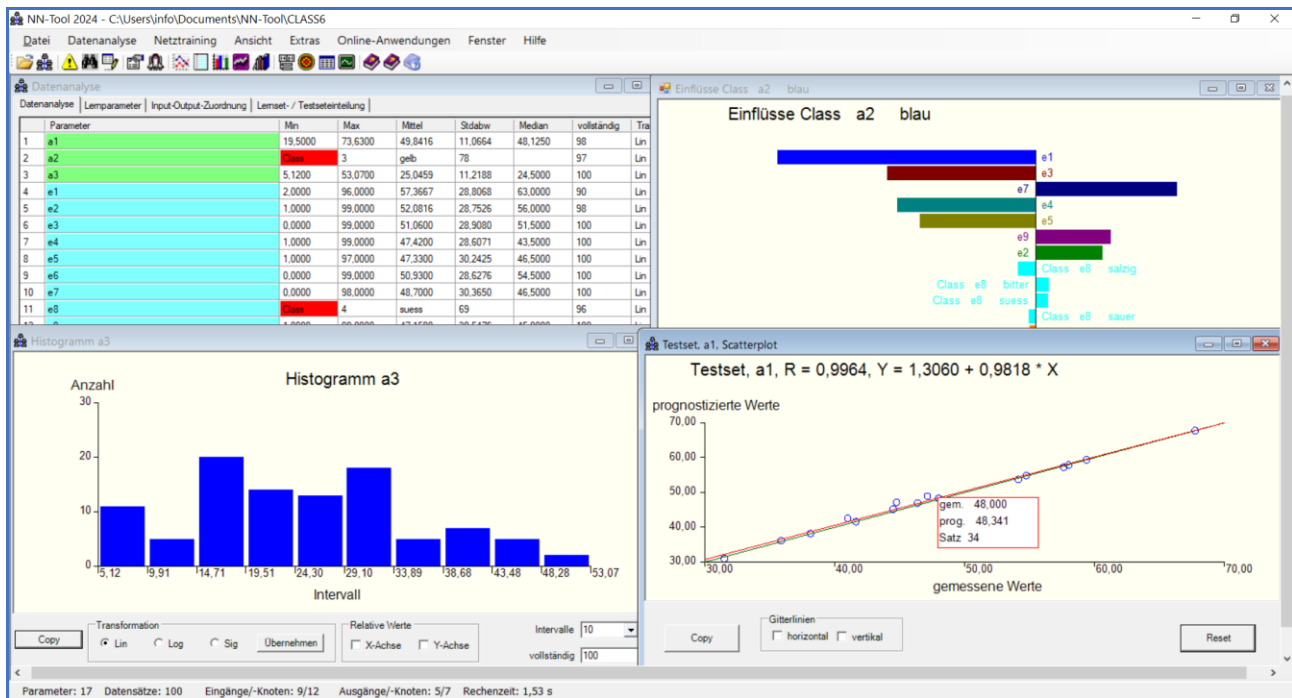 NN-Tool 2024 - C:\Users\info\Documents\NN-Tool\CLASS6
Datei Datenanalyse Netztraining Ansicht Extras Online-Anwendungen Fenster Hilfe
Datenanalyse
Datenanalyse Lernparameter Input-Output-Zuordnung Lernset- / Testseteinteilung
Parameter Min Max Mittel Stdabw Median vollständig Tra
1 a1 19,5000 73,6300 49,8416 11,0664 48,1250 98 Lin
2 a2 Class 3 gelb 78 97 Lin
3 a3 5,1200 53,0700 25,0459 11,2188 24,5000 100 Lin
4 e1 2,0000 96,0000 57,3667 28,8068 63,0000 90 Lin
5 e2 1,0000 99,0000 52,0816 28,7526 56,0000 98 Lin
6 e3 0,0000 99,0000 51,0600 28,9080 51,5000 100 Lin
7 e4 1,0000 99,0000 47,4200 28,6071 43,5000 100 Lin
8 e5 1,0000 97,0000 47,3300 30,2425 46,5000 100 Lin
9 e6 0,0000 99,0000 50,9300 28,6276 54,5000 100 Lin
10 e7 0,0000 98,0000 48,7000 30,3650 46,5000 100 Lin
11 e8 Class 4 suess 69 96 Lin
Einflüsse Class a2 blau
Einflüsse Class a2 blau
e1
e3
e7
e4
e5
e9
e2
Class e8 salzig
Class e8 bitter
Class e8 suess
Class e8 sauer
Histogramm a3
Histogramm a3
Anzahl
30
20
10
0
5,12 9,91 14,71 19,51 24,30 29,10 33,89 38,68 43,48 48,28 53,07
Intervall
Copy
Transformation
Lin Log Sig Übernehmen
Relative Werte
X-Achse Y-Achse
Intervalle 10
vollständig 100
Testset, a1, Scatterplot
Testset, a1, R = 0,9964, Y = 1,3060 + 0,9818 * X
prognostizierte Werte
70,00
60,00
50,00
40,00
30,00
gem. 48,000
prog. 48,341
Satz 34
30,00 40,00 50,00 60,00 70,00
gemessene Werte
Copy
Gitterlinien
horizontal vertikal
Reset
Parameter: 17 Datensätze: 100 Eingänge/-Knoten: 9/12 Ausgänge/-Knoten: 5/7 Rechenzeit: 1,53 s